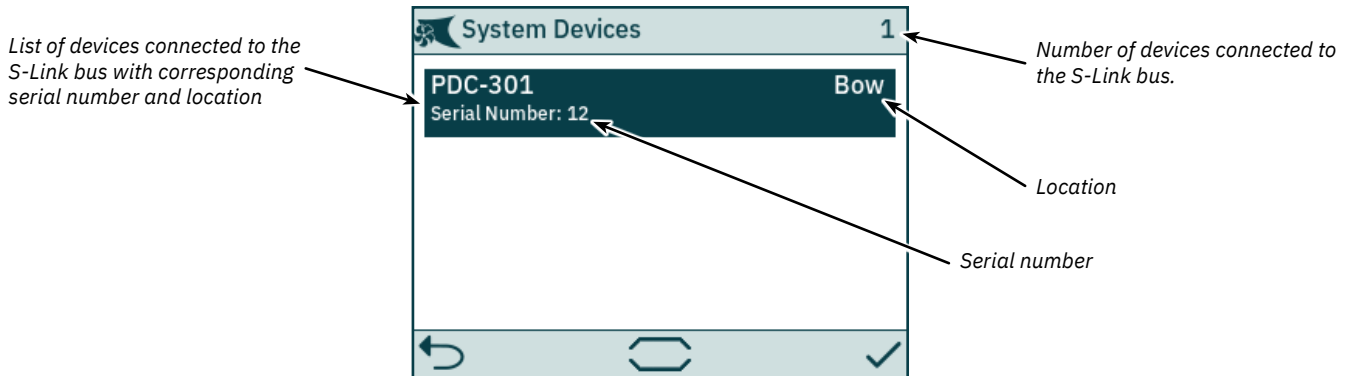 List of devices connected to the
S-Link bus with corresponding
serial number and location
System Devices 1
PDC-301 Bow
Serial Number: 12
Number of devices connected to
the S-Link bus.
Location
Serial number